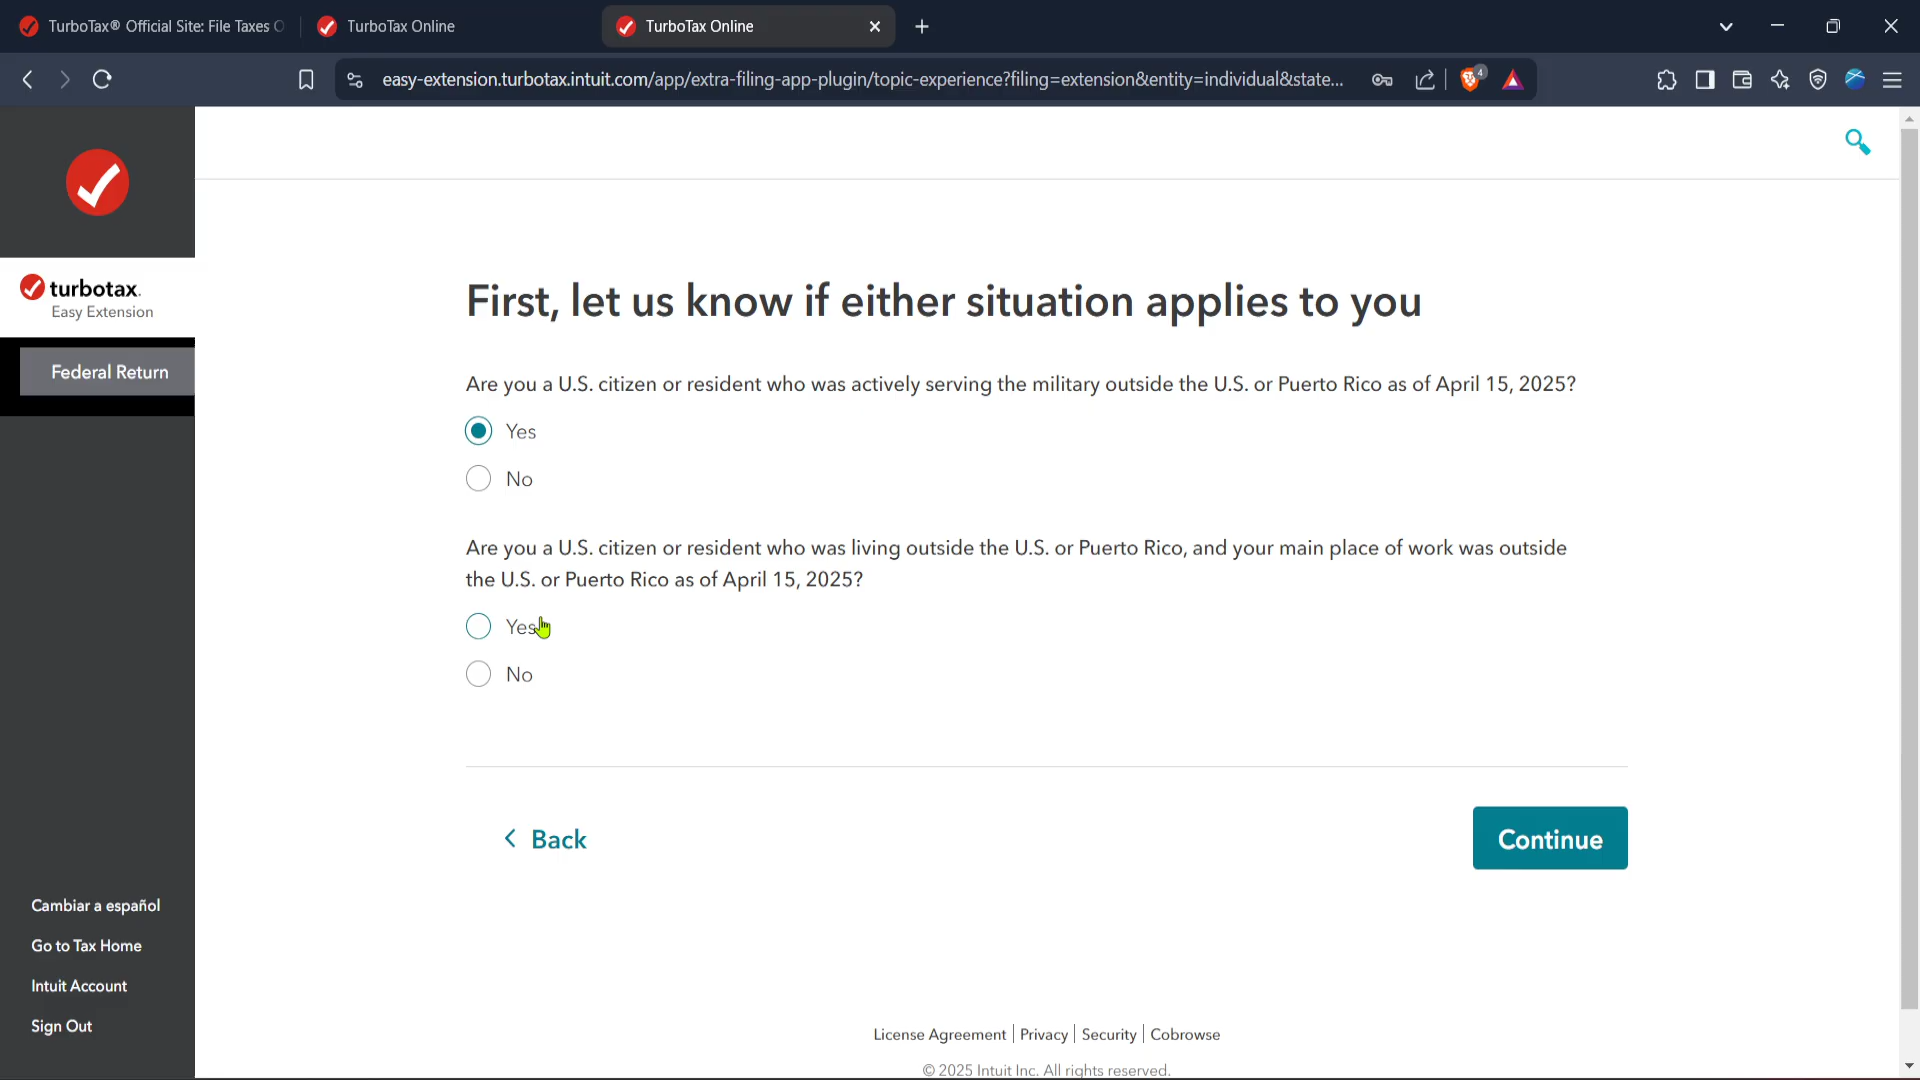 TurboTax® Official Site: File Taxes O
TurboTax Online
TurboTax Online
easy-extension.turbotax.intuit.com/app/extra-filing-app-plugin/topic-experience?filing=extension&entity=individual&state...
4
turbotax.
Easy Extension
Federal Return
First, let us know if either situation applies to you
Are you a U.S. citizen or resident who was actively serving the military outside the U.S. or Puerto Rico as of April 15, 2025?
Yes
No
Are you a U.S. citizen or resident who was living outside the U.S. or Puerto Rico, and your main place of work was outside
the U.S. or Puerto Rico as of April 15, 2025?
Yes
No
Back
Continue
Cambiar a español
Go to Tax Home
Intuit Account
Sign Out
License Agreement | Privacy | Security | Cobrowse
© 2025 Intuit Inc. All rights reserved.